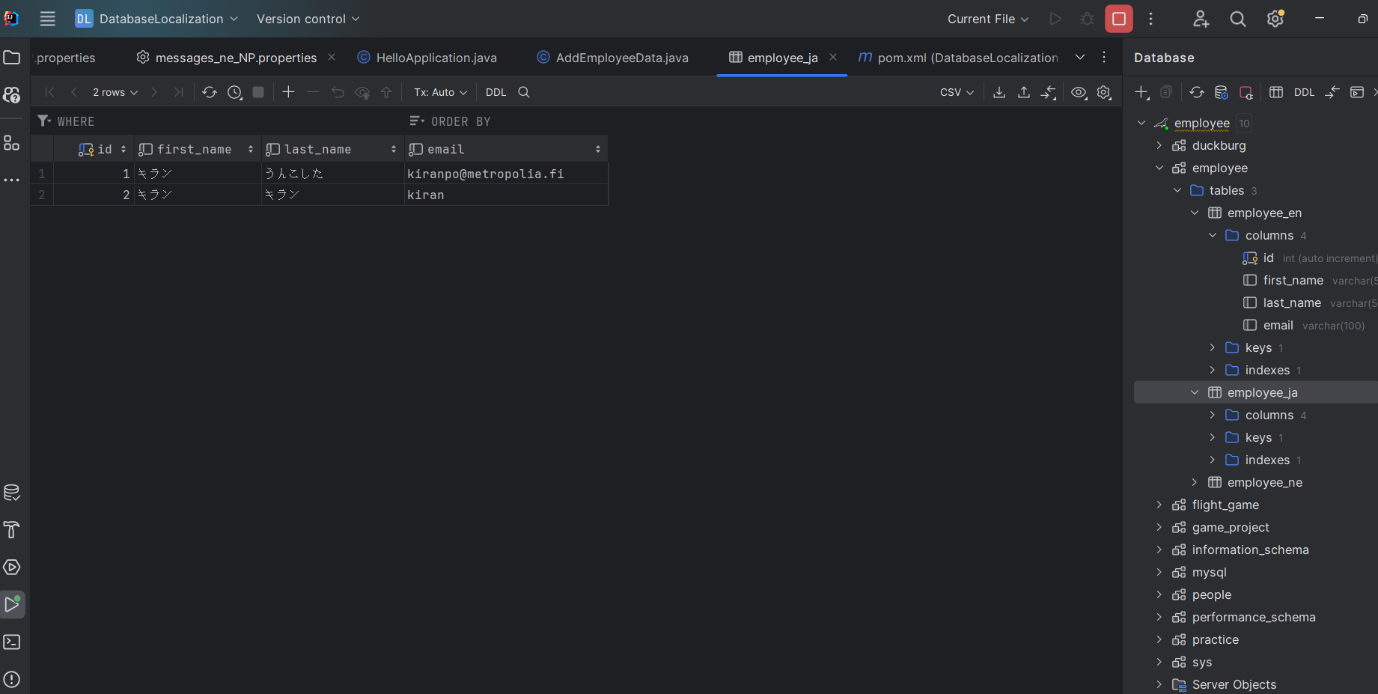 DL DatabaseLocalization Version control Current File
.properties messages_ne_NP.properties HelloApplication.java AddEmployeeData.java employee_ja pom.xml (DatabaseLocalization Database
2 rows Tx: Auto DDL CSV DDL
WHERE ORDER BY
id first_name last_name email
1 1 キラン うんこした kiranpo@metropolia.fi
2 2 キラン キラン kiran
employee 10
duckburg
employee
tables 3
employee_en
columns 4
id int (auto increment)
first_name varchar(5
last_name varchar(5
email varchar(100)
keys 1
indexes 1
employee_ja
columns 4
keys 1
indexes 1
employee_ne
flight_game
game_project
information_schema
mysql
people
performance_schema
practice
sys
Server Objects